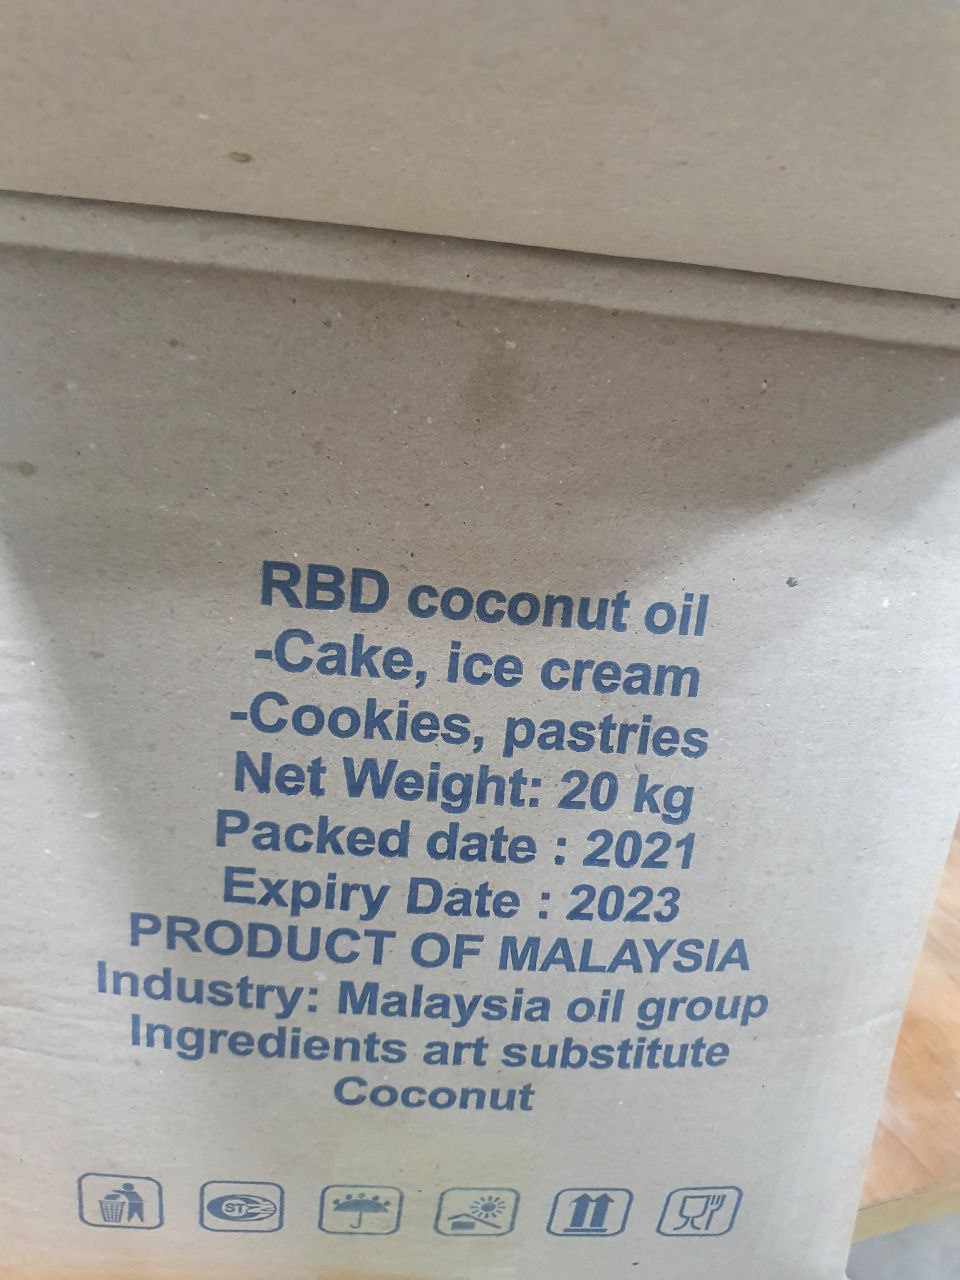 RBD coconut oil
-Cake, ice cream
-Cookies, pastries
Net Weight: 20 kg
Packed date : 2021
Expiry Date : 2023
PRODUCT OF MALAYSIA
Industry: Malaysia oil group
Ingredients art substitute
Coconut
ST